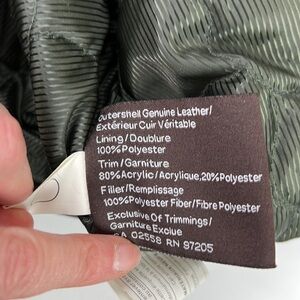 Outershell Genuine Leather/
Extérieur Cuir Véritable
Lining/Doublure
100%Polyester
Trim/Garniture
80%Acrylic/Acrylique,20%Polyester
Filler/Remplissage
100%Polyester Fiber/Fibre Polyester
Exclusive Of Trimmings/
Garniture Exclue
CA 02558 RN 97205